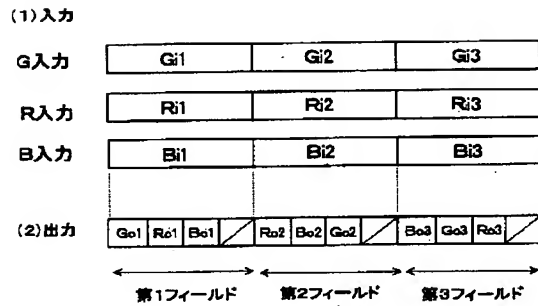 (1)入力
G入力 Gi1 Gi2 Gi3
R入力 Ri1 Ri2 Ri3
B入力 Bi1 Bi2 Bi3
(2)出力 Go1 Ro1 Bo1 Ro2 Bo2 Go2 Bo3 Go3 Ro3
第1フィールド 第2フィールド 第3フィールド